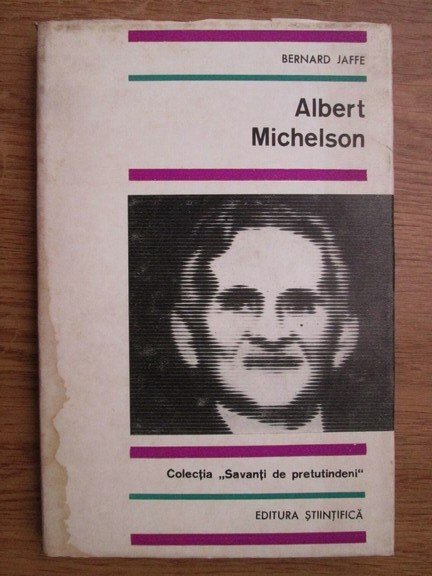 BERNARD JAFFE
Albert
Michelson
Colecția „Savanți de pretutindeni“
EDITURA ȘTIINȚIFICĂ